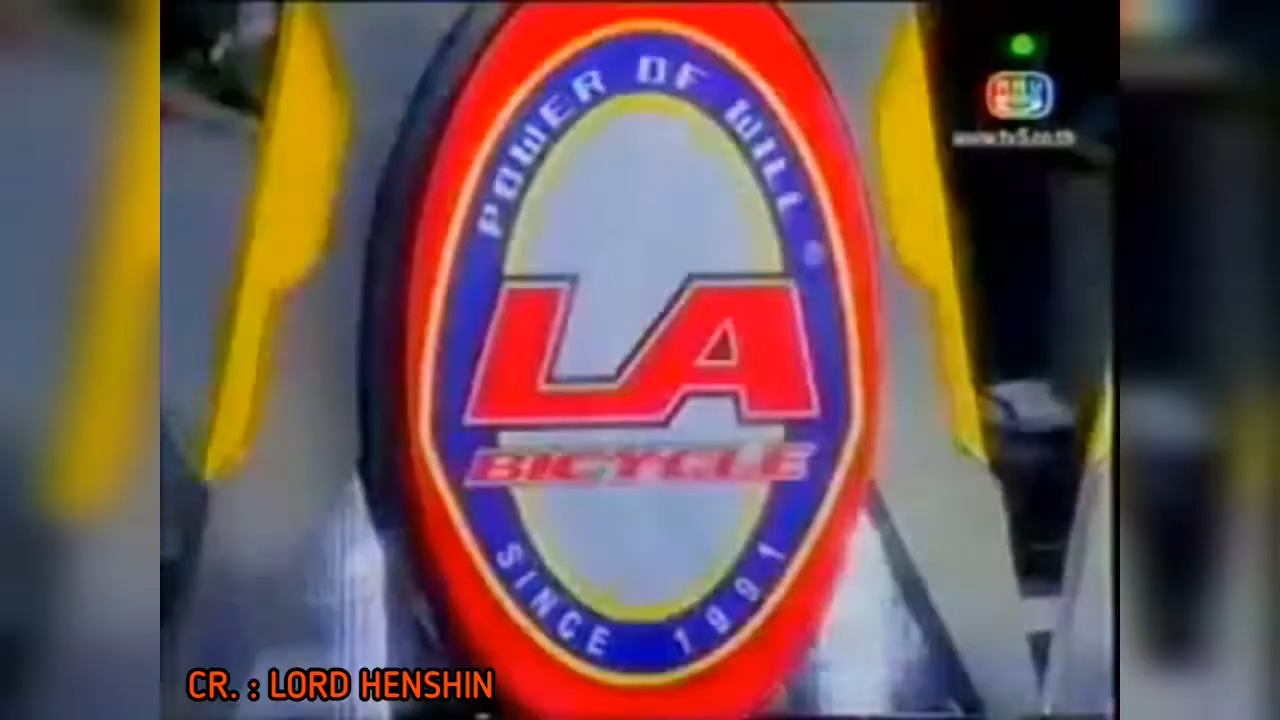 POWER OF WILL ®
LA
BICYCLE
SINCE 1991
www.tv5.co.th
CR. : LORD HENSHIN